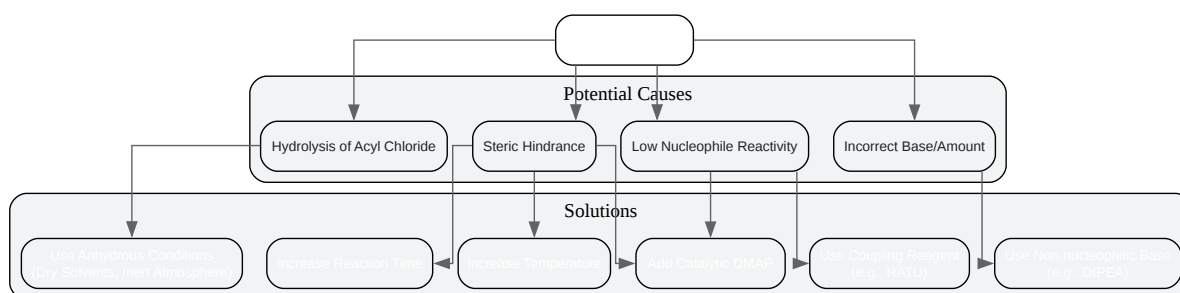 Potential Causes
Hydrolysis of Acyl Chloride
Steric Hindrance
Low Nucleophile Reactivity
Incorrect Base/Amount
Solutions
Use Anhydrous Conditions
(Dry Solvents, Inert Atmosphere)
Increase Reaction Time
Increase Temperature
Add Catalytic DMAP
Use Coupling Reagent
(e.g., HATU)
Use Non-nucleophilic Base
(e.g., DIPEA)